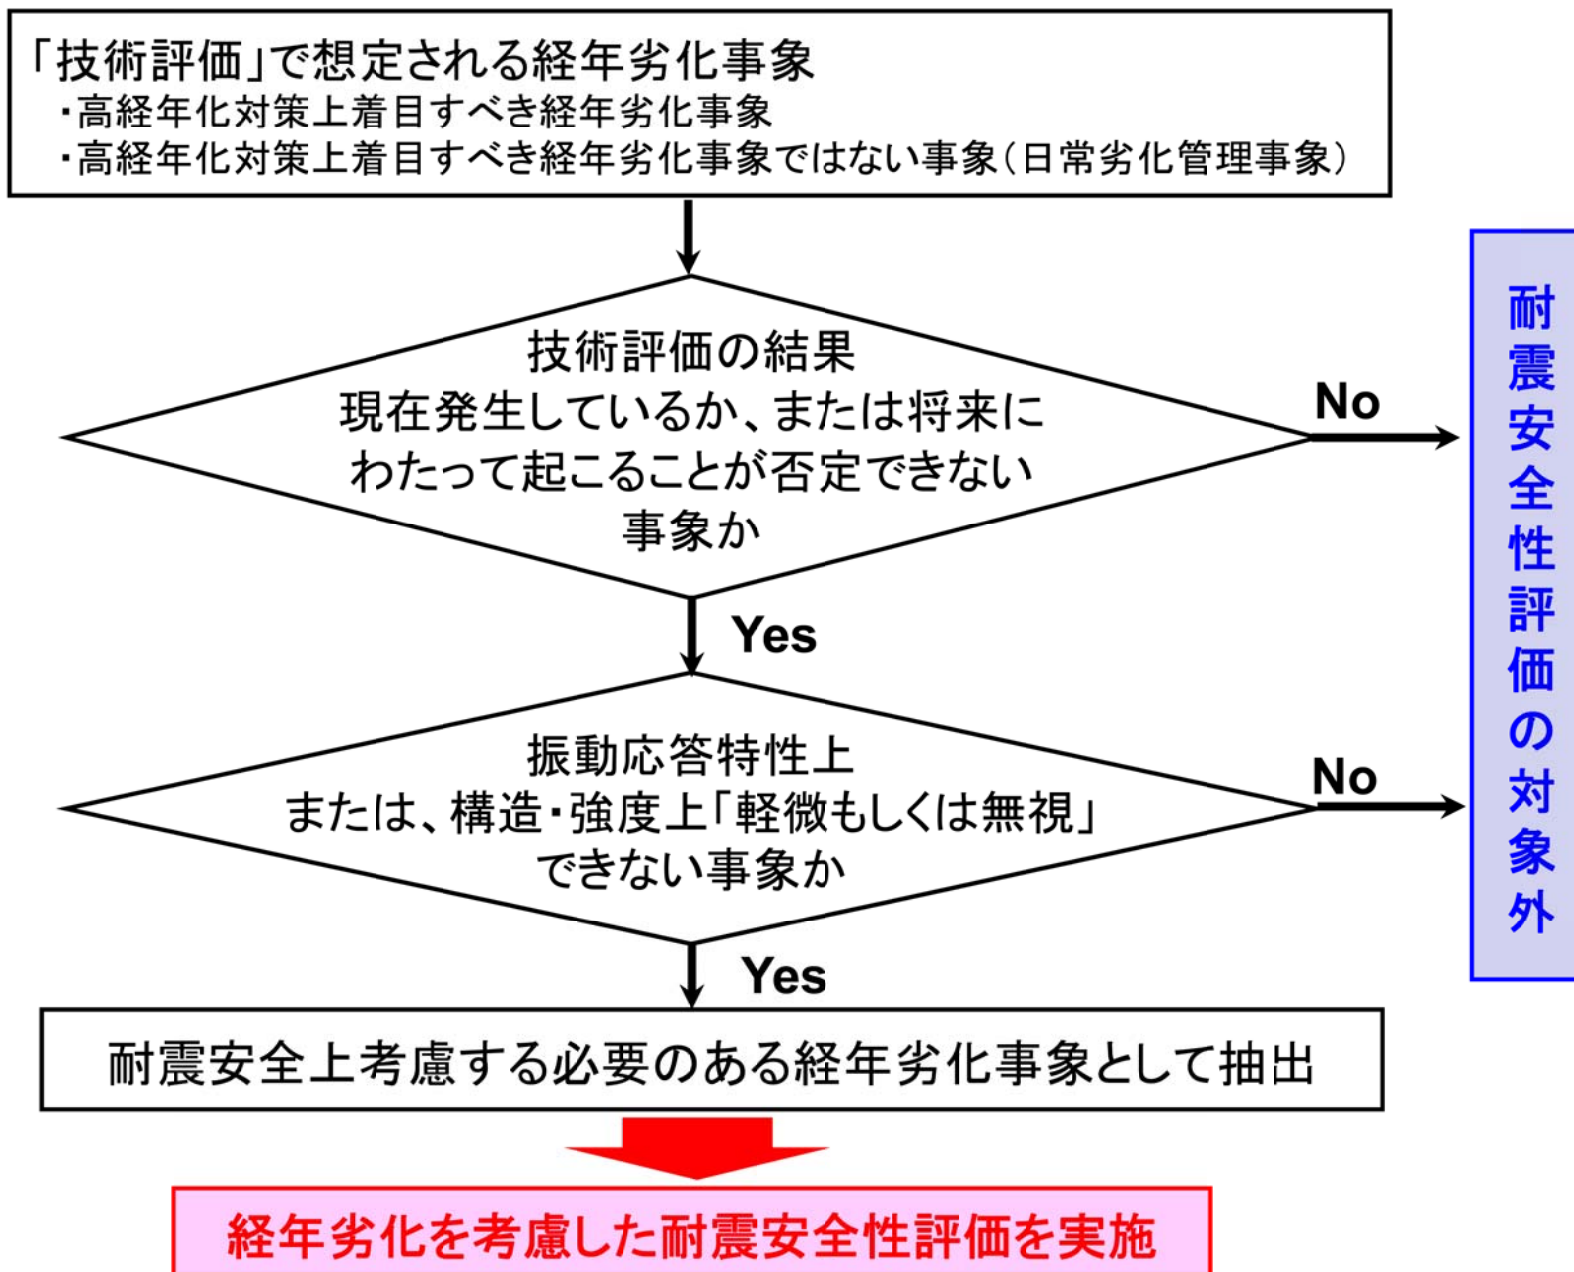 「技術評価」で想定される経年劣化事象
・高経年化対策上着目すべき経年劣化事象
・高経年化対策上着目すべき経年劣化事象ではない事象(日常劣化管理事象)
技術評価の結果
現在発生しているか、または将来に
わたって起こることが否定できない
事象か
No
Yes
振動応答特性上
または、構造・強度上「軽微もしくは無視」
できない事象か
No
Yes
耐震安全性評価の対象外
耐震安全上考慮する必要のある経年劣化事象として抽出
経年劣化を考慮した耐震安全性評価を実施